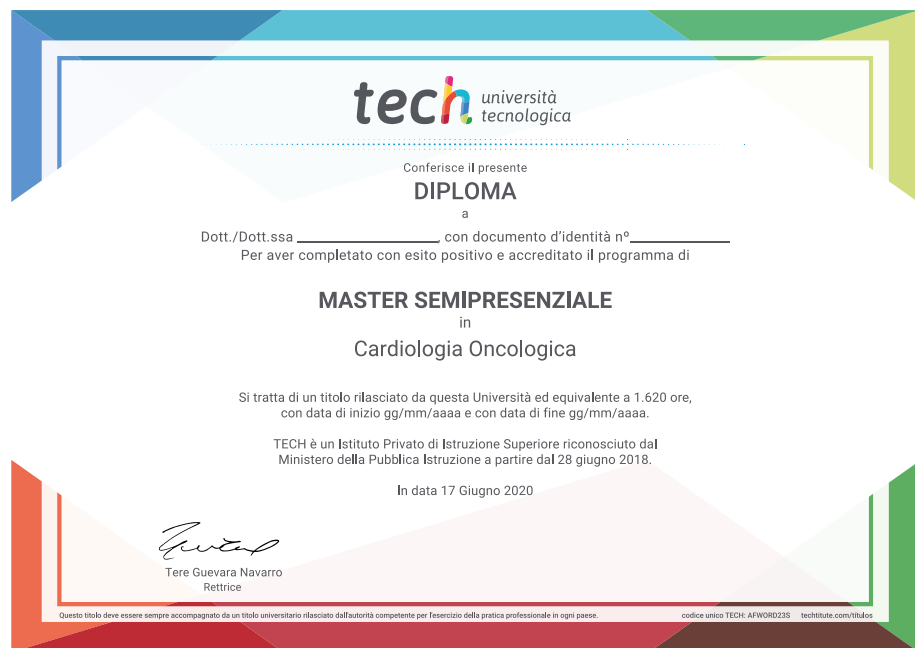 tech università
tecnologica
Conferisce il presente
DIPLOMA
a
Dott./Dott.ssa ____________________, con documento d'identità nº______________
Per aver completato con esito positivo e accreditato il programma di
MASTER SEMIPRESENZIALE
in
Cardiologia Oncologica
Si tratta di un titolo rilasciato da questa Università ed equivalente a 1.620 ore,
con data di inizio gg/mm/aaaa e con data di fine gg/mm/aaaa.
TECH è un Istituto Privato di Istruzione Superiore riconosciuto dal
Ministero della Pubblica Istruzione a partire dal 28 giugno 2018.
In data 17 Giugno 2020
Tere Guevara Navarro
Rettrice
Questo titolo deve essere sempre accompagnato da un titolo universitario rilasciato dall'autorità competente per l'esercizio della pratica professionale in ogni paese. codice unico TECH: AFWORD23S techtitute.com/titulos